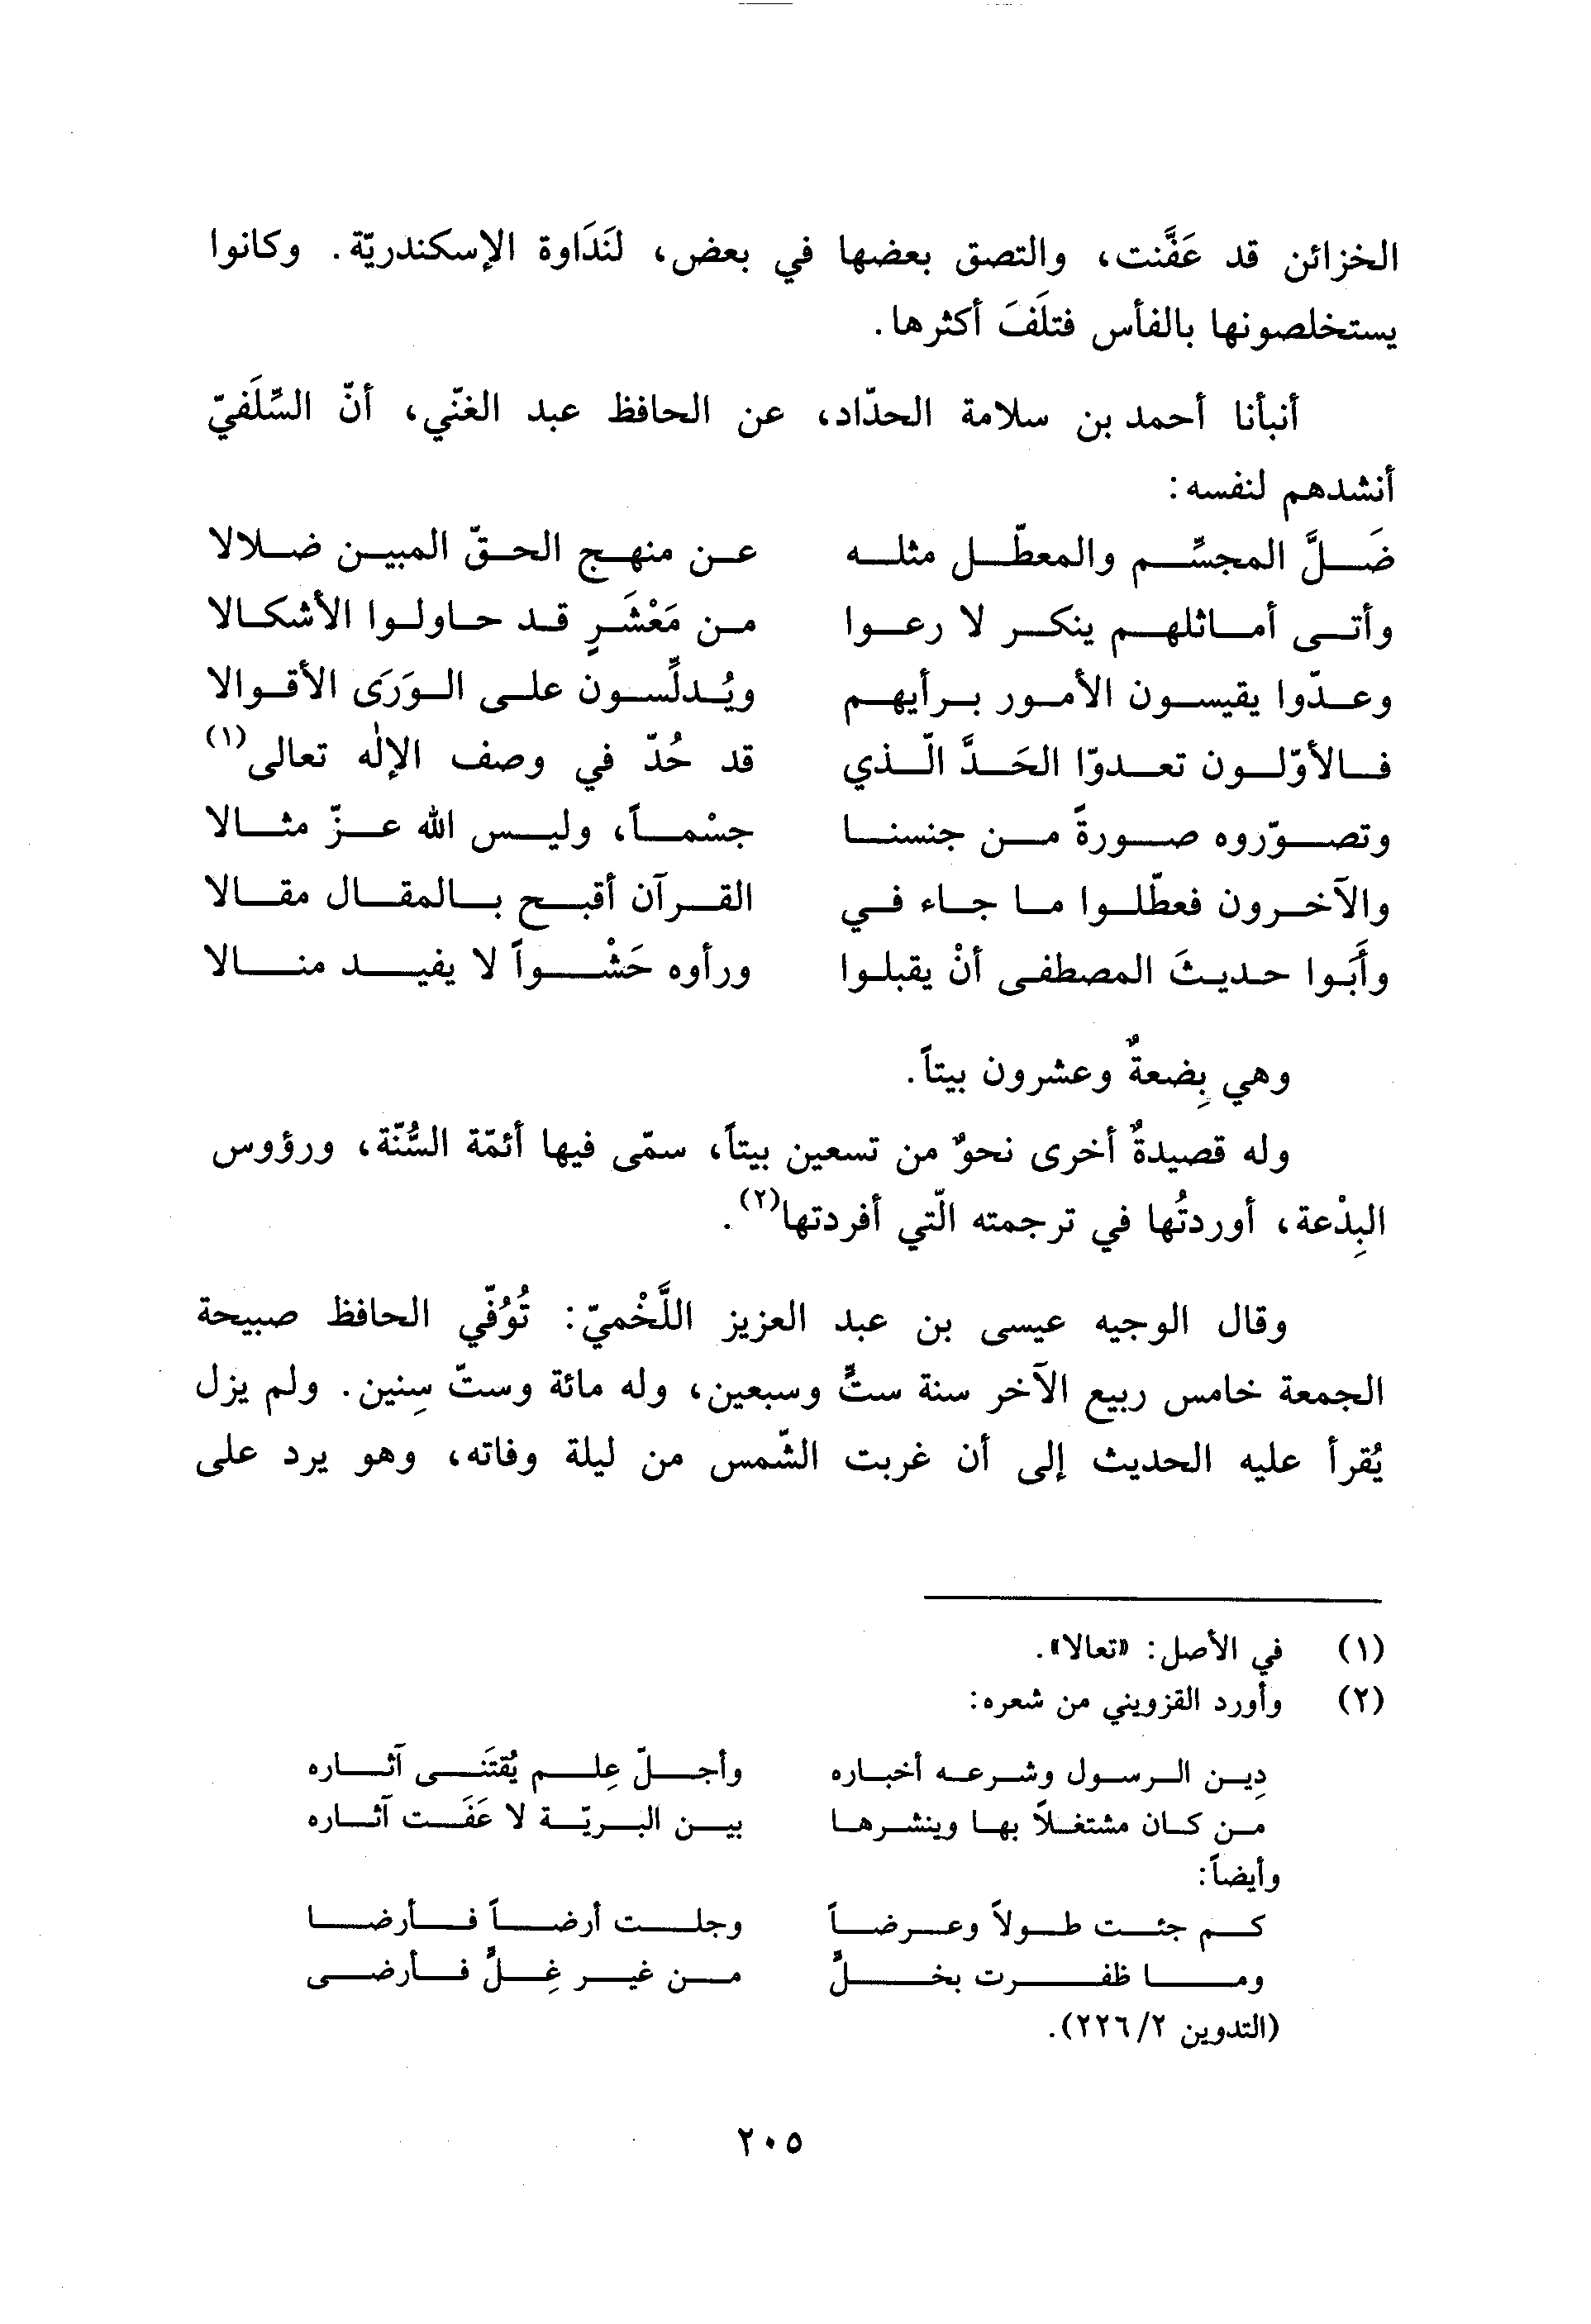 الخزائن قد عَفَّنت، والتصق بعضها في بعض، لنَدَاوة الإسكندريّة. وكانوا
يستخلصونها بالفأس فتلَفَ أكثرها.
أنبأنا أحمد بن سلامة الحدّاد، عن الحافظ عبد الغنّي، أنّ السِّلَفيّ
أنشدهم لنفسه:
ضَلَّ المجسِّم والمعطّل مثله عن منهج الحقّ المبين ضلالا
وأتى أماثلهم ينكر لا رعوا من مَعْشَرٍ قد حاولوا الأشكالا
وعدّوا يقيسون الأمور برأيهم ويُدلِّسون على الوَرَى الأقوالا
فالأوّلون تعدوّا الحَدَّ الّذي قد حُدّ في وصف الإلٰه تعالى(١)
وتصوّروه صورةً من جنسنا جسْماً، وليس الله عزّ مثالا
والآخرون فعطّلوا ما جاء في القرآن أقبح بالمقال مقالا
وأَبَوا حديثَ المصطفى أنْ يقبلوا ورأوه حَشْواً لا يفيد منالا
وهي بِضعةٌ وعشرون بيتاً.
وله قصيدةٌ أخرى نحوٌ من تسعين بيتاً، سمّى فيها أئمّة السُّنّة، ورؤوس
البِدْعة، أوردتُها في ترجمته الّتي أفردتها(٢).
وقال الوجيه عيسى بن عبد العزيز اللَّخْميّ: تُوُفّي الحافظ صبيحة
الجمعة خامس ربيع الآخر سنة ستٍّ وسبعين، وله مائة وستّ سِنين. ولم يزل
يُقرأ عليه الحديث إلى أن غربت الشّمس من ليلة وفاته، وهو يرد على
(١) في الأصل: «تعالا».
(٢) وأورد القزويني من شعره:
دِين الرسول وشرعه أخباره وأجلّ عِلم يُقتَنى آثاره
من كان مشتغلاً بها وينشرها بين البريّة لا عَفَت آثاره
وأيضاً:
كم جئت طولاً وعرضاً وجلت أرضاً فأرضا
وما ظفرت بخلٍّ من غير غِلٍّ فأرضى
(التدوين ٢/ ٢٢٦).
٢٠٥